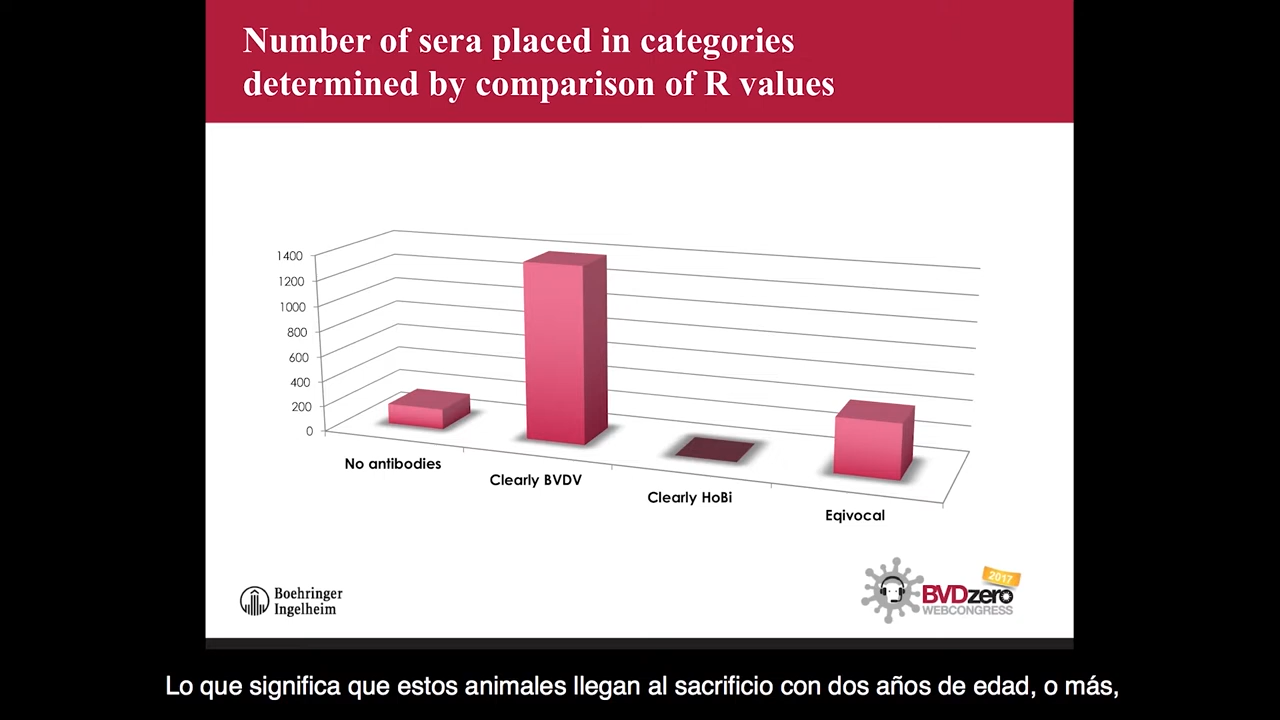 Number of sera placed in categories
determined by comparison of R values
1400
1200
1000
800
600
400
200
0
No antibodies
Clearly BVDV
Clearly HoBi
Eqivocal
Boehringer
Ingelheim
2017
BVDzero
WEBCONGRESS
Lo que significa que estos animales llegan al sacrificio con dos años de edad, o más,